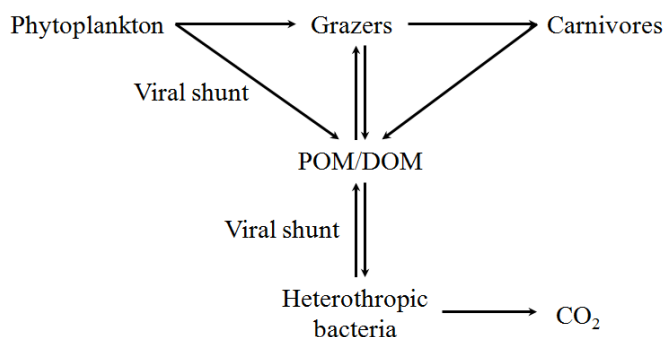 Phytoplankton
Grazers
Carnivores
Viral shunt
POM/DOM
Viral shunt
Heterothropic
bacteria
CO₂